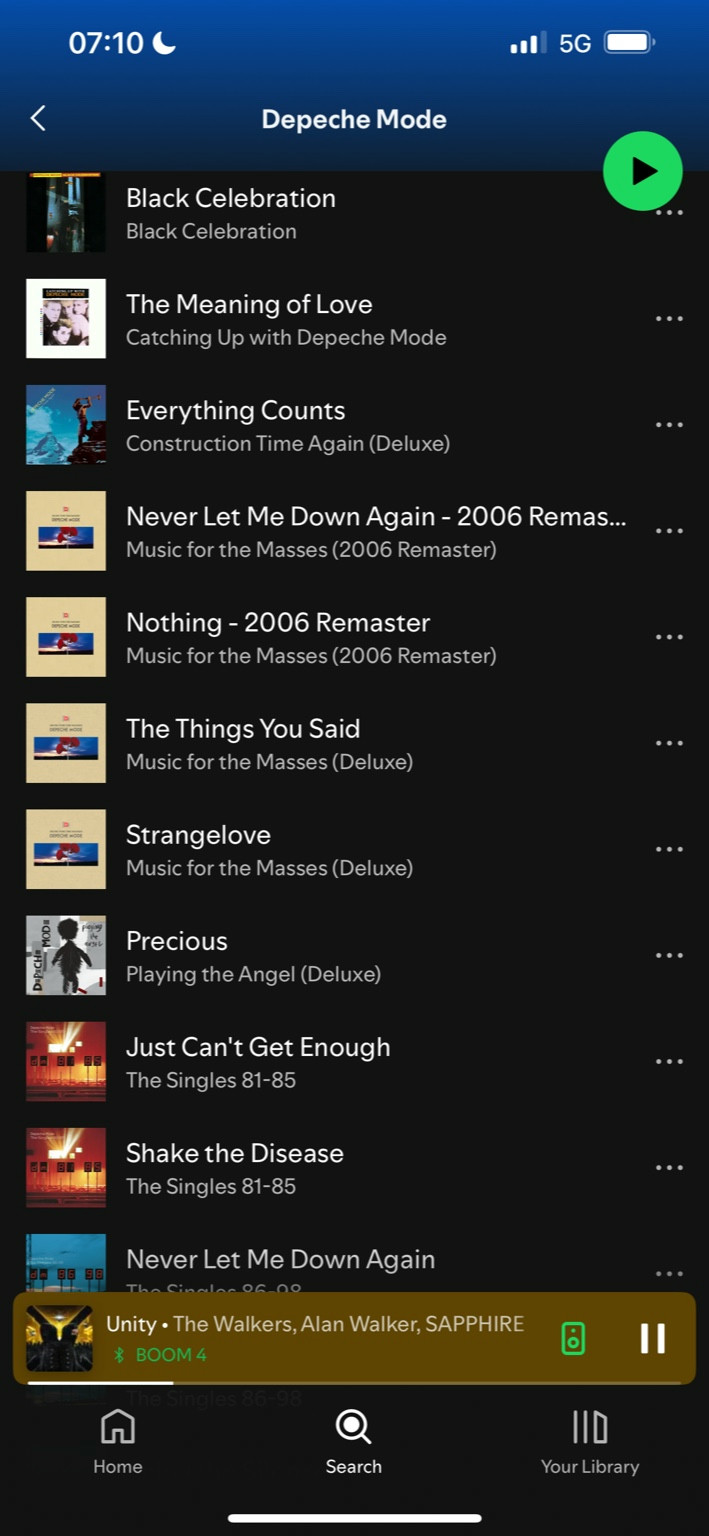 07:10
5G
Depeche Mode
Black Celebration
Black Celebration
The Meaning of Love
Catching Up with Depeche Mode
Everything Counts
Construction Time Again (Deluxe)
Never Let Me Down Again - 2006 Remas...
Music for the Masses (2006 Remaster)
Nothing - 2006 Remaster
Music for the Masses (2006 Remaster)
The Things You Said
Music for the Masses (Deluxe)
Strangelove
Music for the Masses (Deluxe)
Precious
Playing the Angel (Deluxe)
Just Can't Get Enough
The Singles 81-85
Shake the Disease
The Singles 81-85
Never Let Me Down Again
The Singles 86-98
Unity • The Walkers, Alan Walker, SAPPHIRE
BOOM 4
The Singles 86-98
Home
Search
Your Library